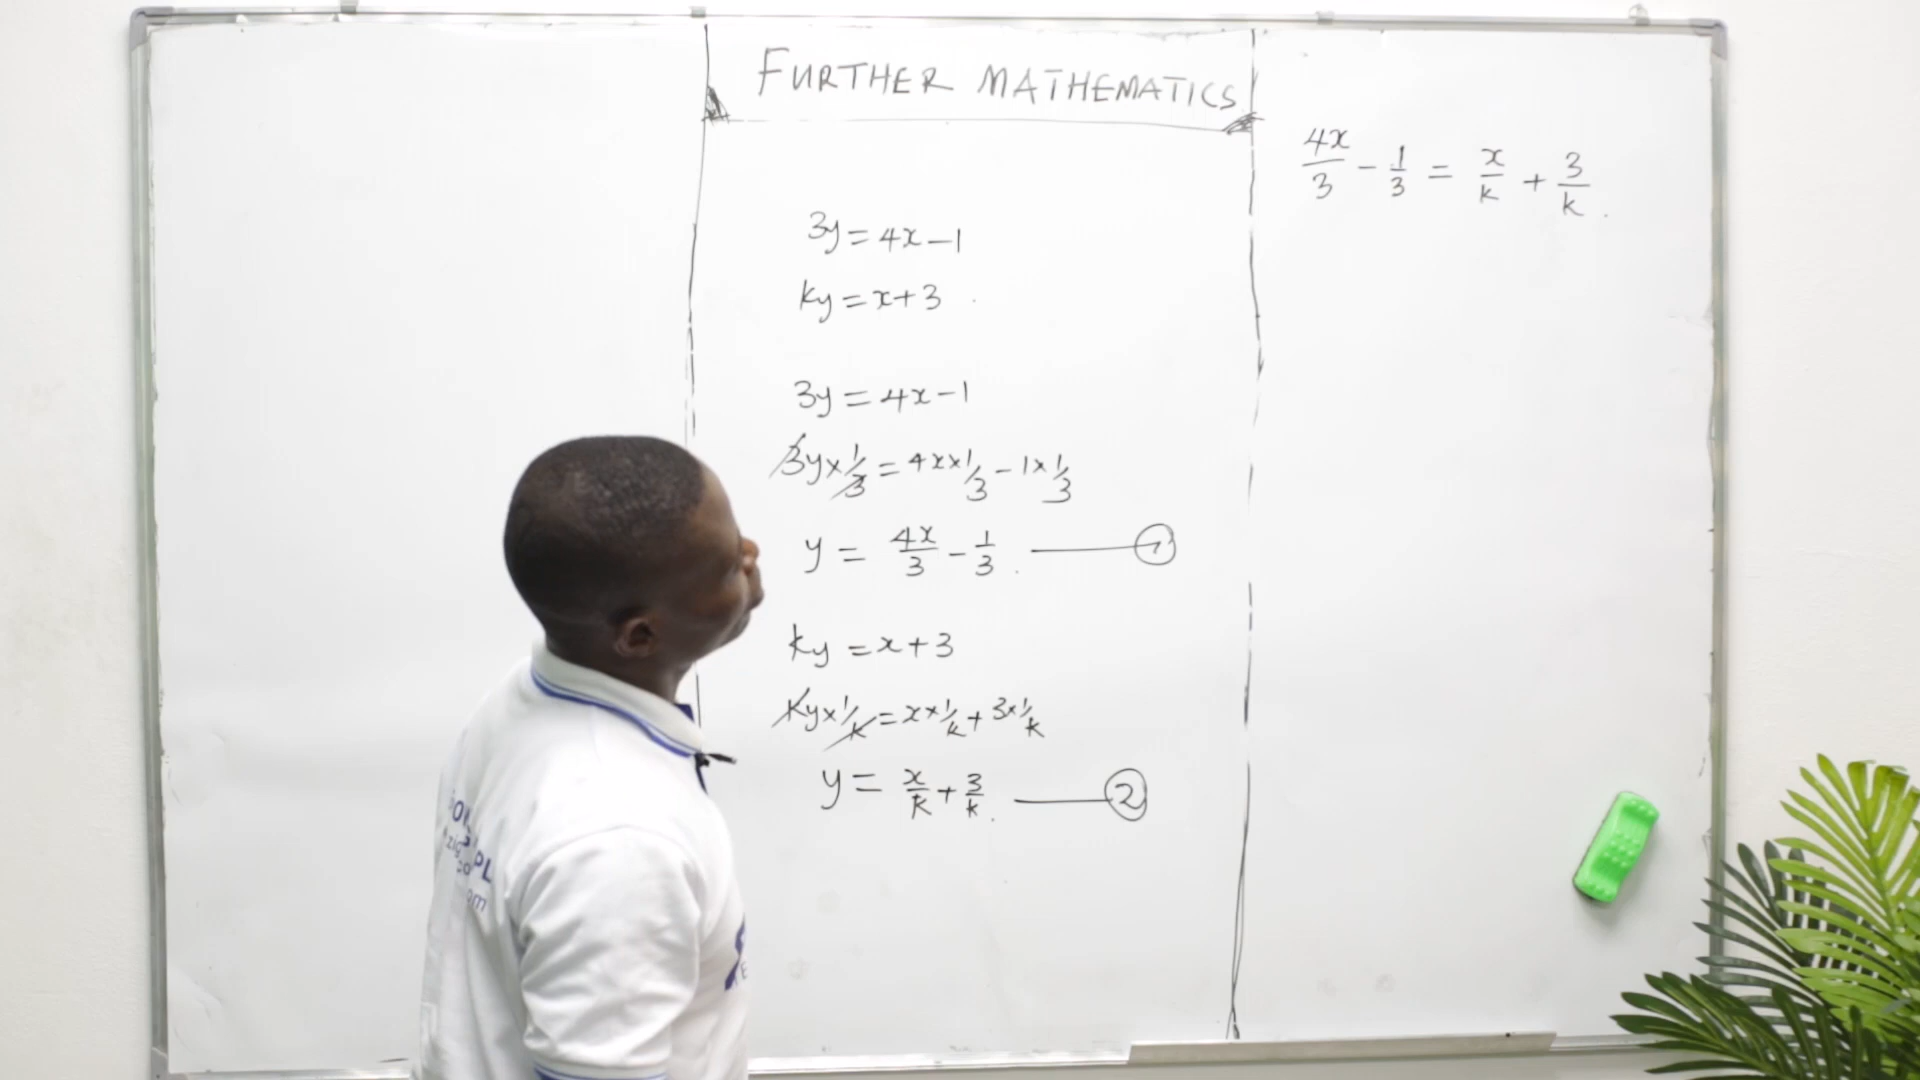 FURTHER MATHEMATICS
3y = 4x - 1
ky = x + 3
3y = 4x - 1
3y × 1/3 = 4x × 1/3 - 1 × 1/3
y = 4x/3 - 1/3 . ——— ①
ky = x + 3
ky × 1/k = x × 1/k + 3 × 1/k
y = x/k + 3/k . ——— ②
4x/3 - 1/3 = x/k + 3/k .